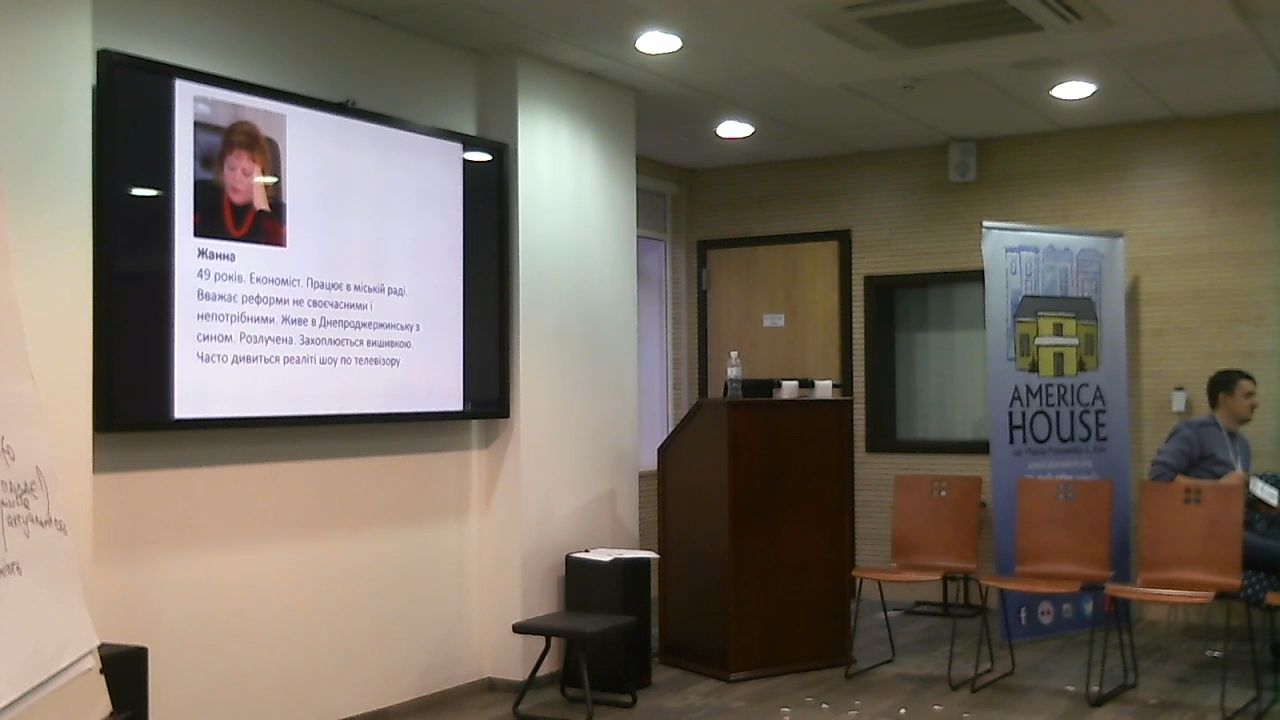 Жанна
49 років. Економіст. Працює в міській раді.
Вважає реформи не своєчасними і
непотрібними. Живе в Днепроджержинську з
сином. Розлучена. Захоплюється вишивкою.
Часто дивиться реаліті шоу по телевізору.
AMERICA
HOUSE